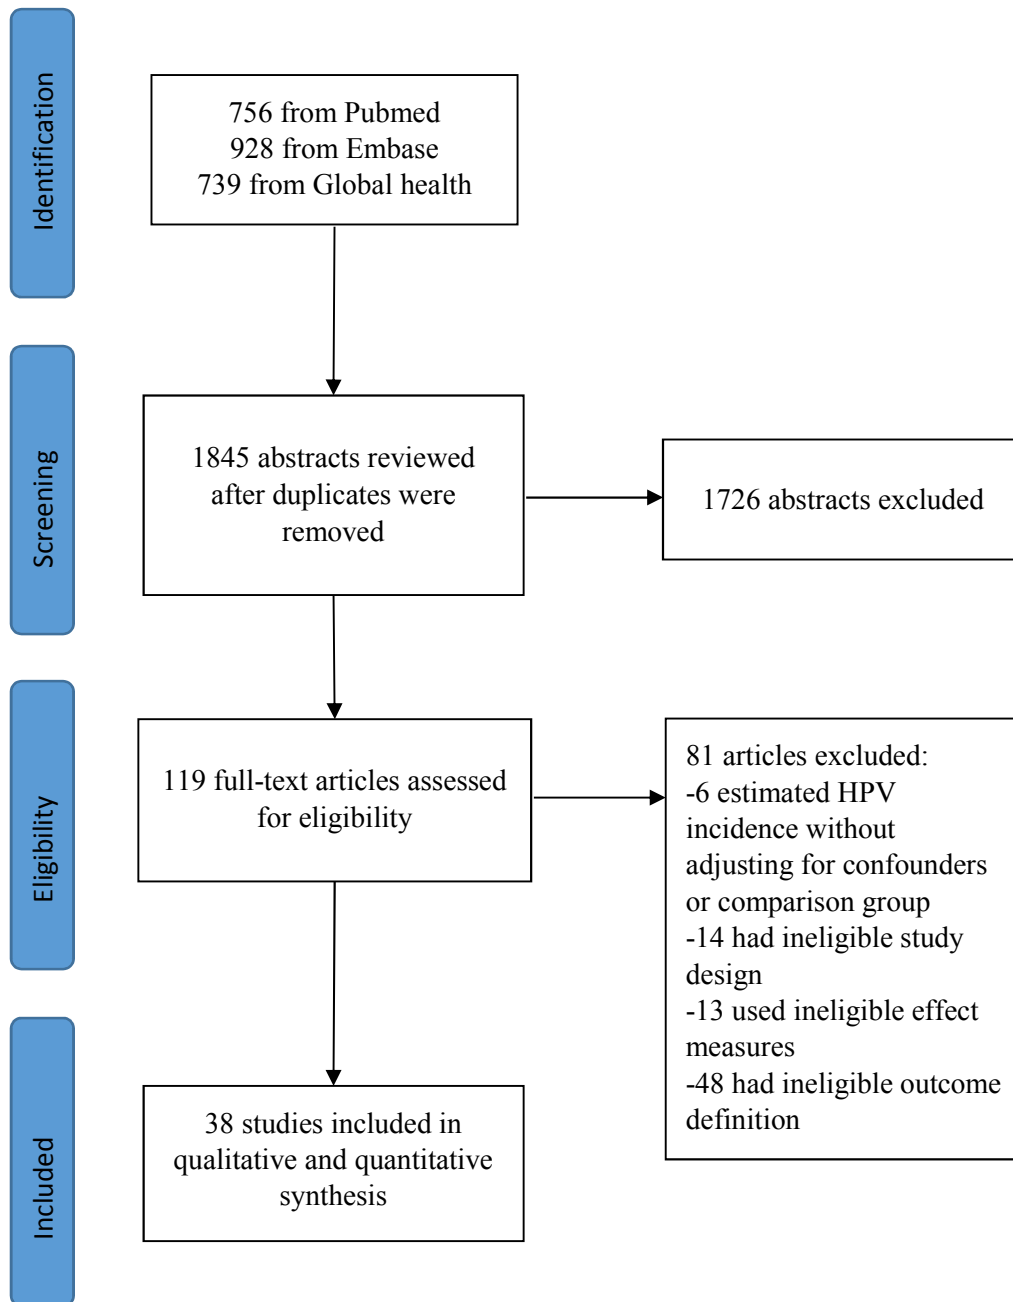 Identification
756 from Pubmed
928 from Embase
739 from Global health
Screening
1845 abstracts reviewed
after duplicates were
removed
1726 abstracts excluded
Eligibility
119 full-text articles assessed
for eligibility
81 articles excluded:
-6 estimated HPV
incidence without
adjusting for confounders
or comparison group
-14 had ineligible study
design
-13 used ineligible effect
measures
-48 had ineligible outcome
definition
Included
38 studies included in
qualitative and quantitative
synthesis